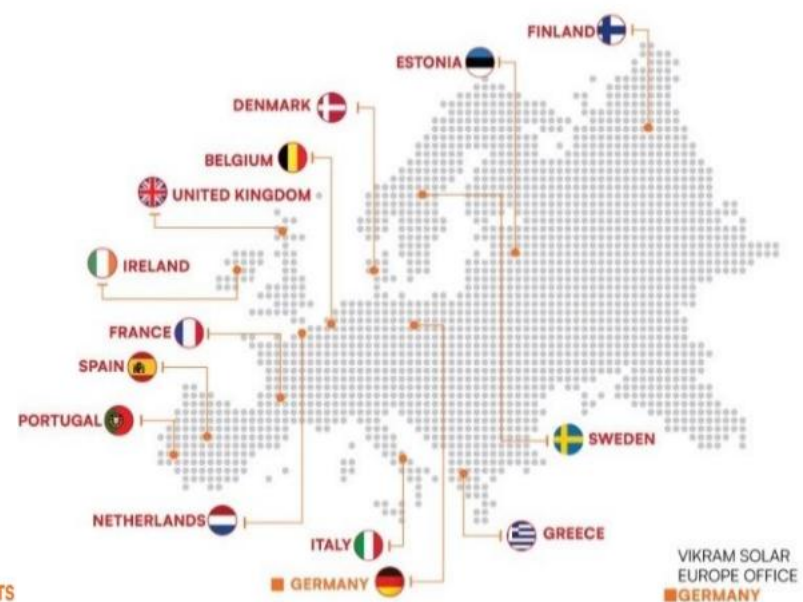 FINLAND
ESTONIA
DENMARK
BELGIUM
UNITED KINGDOM
IRELAND
FRANCE
SPAIN
PORTUGAL
SWEDEN
NETHERLANDS
GREECE
ITALY
GERMANY
VIKRAM SOLAR
EUROPE OFFICE
GERMANY
TS